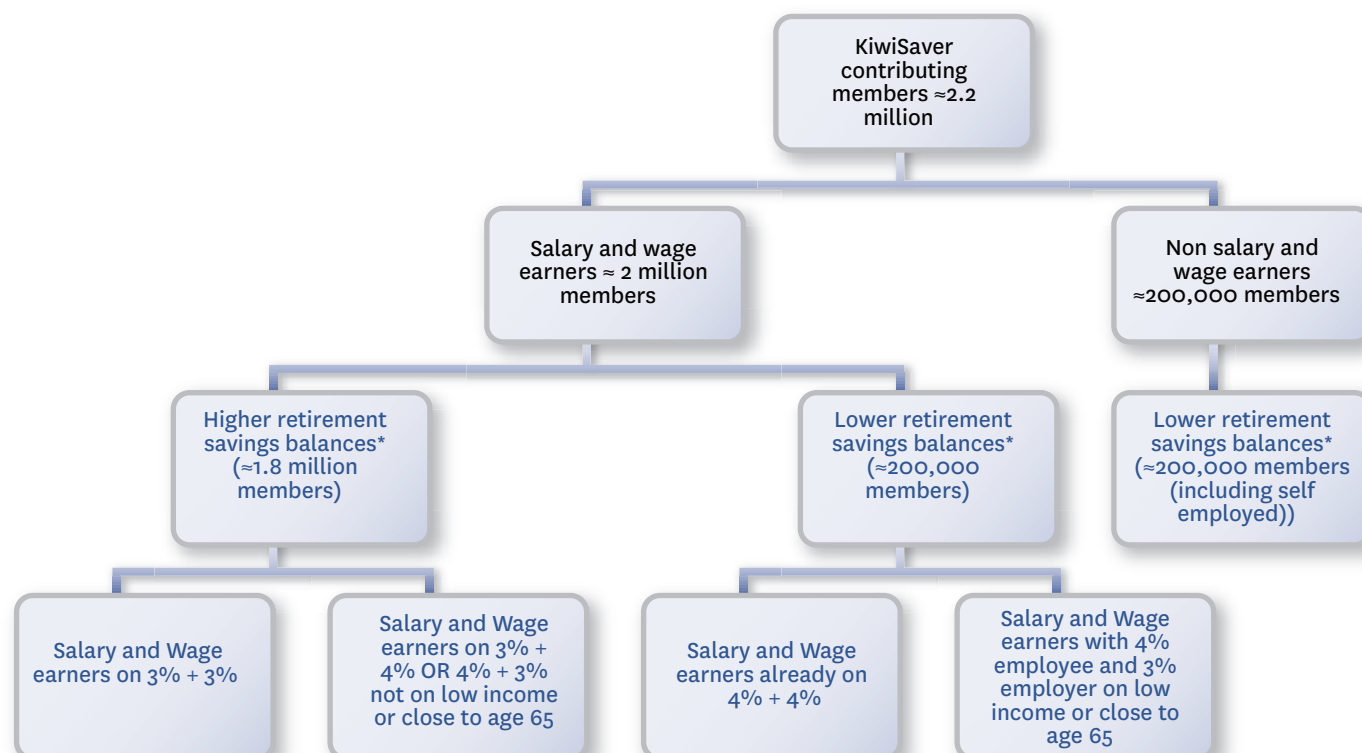 KiwiSaver
contributing
members ≈2.2
million
Salary and wage
earners ≈ 2 million
members
Non salary and
wage earners
≈200,000 members
Higher retirement
savings balances*
(≈1.8 million
members)
Lower retirement
savings balances*
(≈200,000
members)
Lower retirement
savings balances*
(≈200,000 members
(including self
employed))
Salary and Wage
earners on 3% + 3%
Salary and Wage
earners on 3% +
4% OR 4% + 3%
not on low income
or close to age 65
Salary and Wage
earners already on
4% + 4%
Salary and Wage
earners with 4%
employee and 3%
employer on low
income or close to
age 65